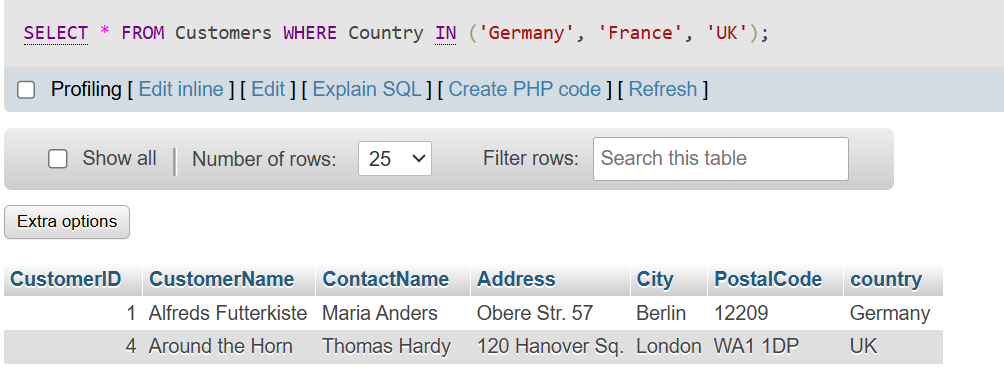 SELECT * FROM Customers WHERE Country IN ('Germany', 'France', 'UK');
Profiling [ Edit inline ] [ Edit ] [ Explain SQL ] [ Create PHP code ] [ Refresh ]
Show all Number of rows: 25 Filter rows: Search this table
Extra options
CustomerID CustomerName ContactName Address City PostalCode country
1 Alfreds Futterkiste Maria Anders Obere Str. 57 Berlin 12209 Germany
4 Around the Horn Thomas Hardy 120 Hanover Sq. London WA1 1DP UK